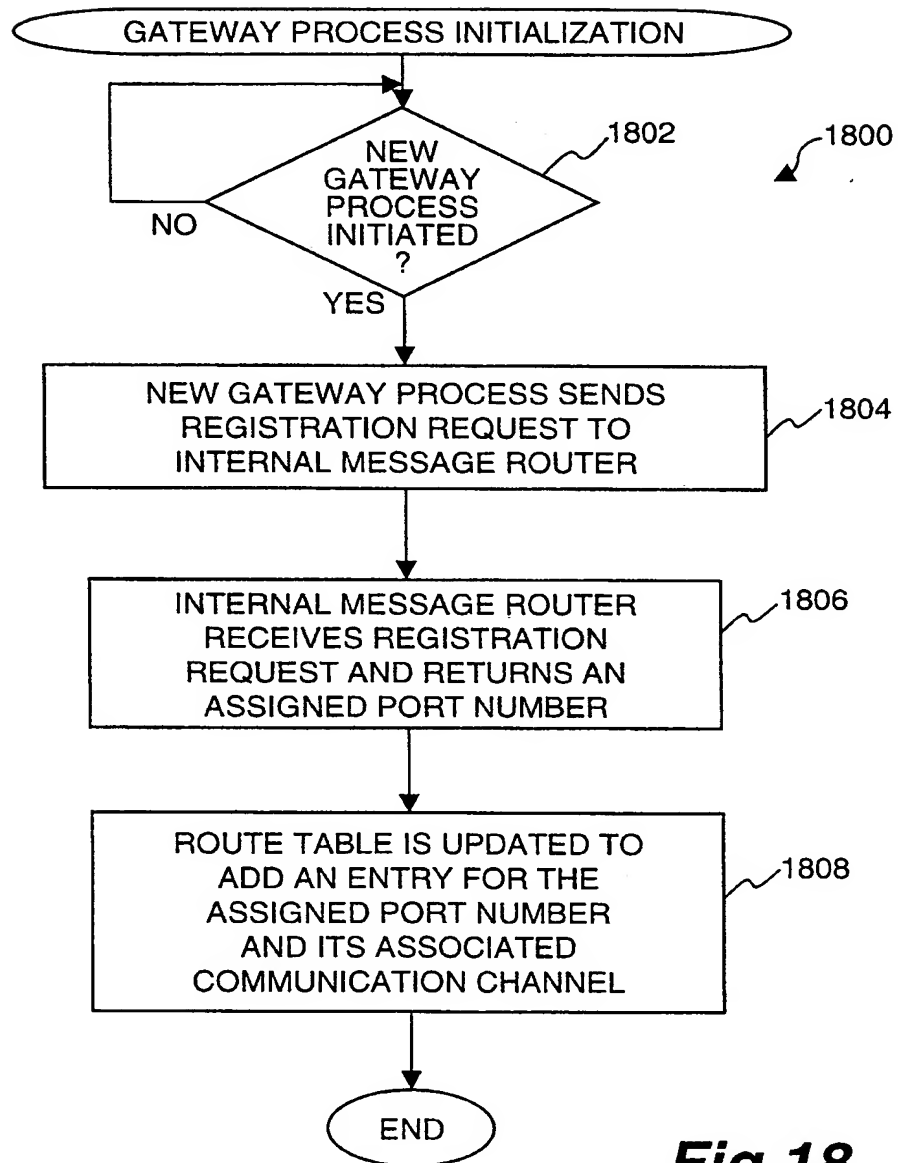 GATEWAY PROCESS INITIALIZATION
1802
1800
NEW
GATEWAY
PROCESS
INITIATED
?
NO
YES
NEW GATEWAY PROCESS SENDS
REGISTRATION REQUEST TO
INTERNAL MESSAGE ROUTER
1804
INTERNAL MESSAGE ROUTER
RECEIVES REGISTRATION
REQUEST AND RETURNS AN
ASSIGNED PORT NUMBER
1806
ROUTE TABLE IS UPDATED TO
ADD AN ENTRY FOR THE
ASSIGNED PORT NUMBER
AND ITS ASSOCIATED
COMMUNICATION CHANNEL
1808
END
Fig 18